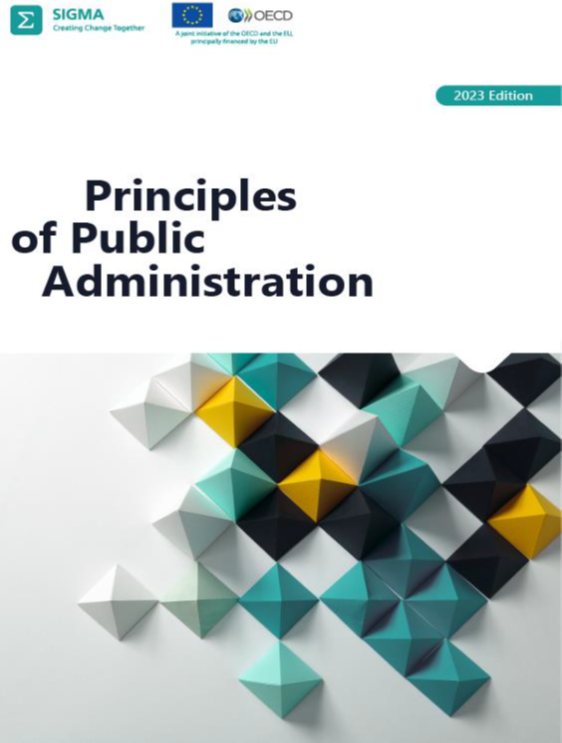 Σ
SIGMA
Creating Change Together
OECD
A joint initiative of the OECD and the EU,
principally financed by the EU
2023 Edition
Principles
of Public
Administration